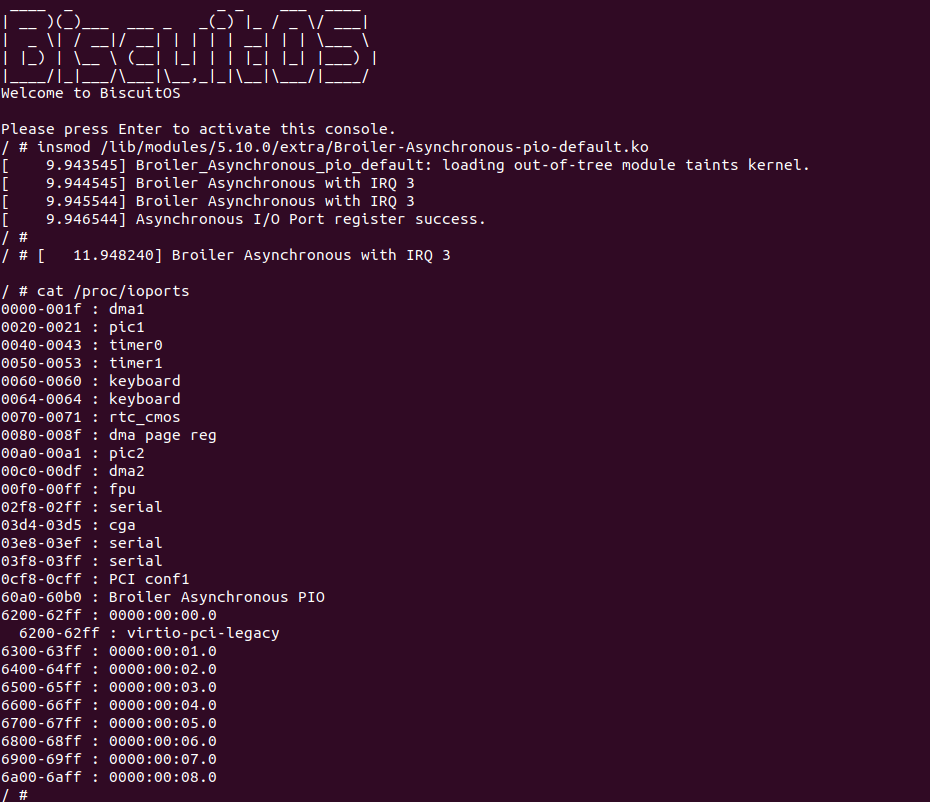 ____  _                _ _    ___  ____
| __ )(_)___  ___ _   _(_) |_ / _ \/ ___|
|  _ \| / __|/ __| | | | | __| | | \___ \
| |_) | \__ \ (__| |_| | | |_| |_| |___) |
|____/|_|___/\___|\__,_|_|\__|\___/|____/
Welcome to BiscuitOS
Please press Enter to activate this console.
/ # insmod /lib/modules/5.10.0/extra/Broiler-Asynchronous-pio-default.ko
[    9.943545] Broiler_Asynchronous_pio_default: loading out-of-tree module taints kernel.
[    9.944545] Broiler Asynchronous with IRQ 3
[    9.945544] Broiler Asynchronous with IRQ 3
[    9.946544] Asynchronous I/O Port register success.
/ #
/ # [   11.948240] Broiler Asynchronous with IRQ 3
/ # cat /proc/ioports
0000-001f : dma1
0020-0021 : pic1
0040-0043 : timer0
0050-0053 : timer1
0060-0060 : keyboard
0064-0064 : keyboard
0070-0071 : rtc_cmos
0080-008f : dma page reg
00a0-00a1 : pic2
00c0-00df : dma2
00f0-00ff : fpu
02f8-02ff : serial
03d4-03d5 : cga
03e8-03ef : serial
03f8-03ff : serial
0cf8-0cff : PCI conf1
60a0-60b0 : Broiler Asynchronous PIO
6200-62ff : 0000:00:00.0
  6200-62ff : virtio-pci-legacy
6300-63ff : 0000:00:01.0
6400-64ff : 0000:00:02.0
6500-65ff : 0000:00:03.0
6600-66ff : 0000:00:04.0
6700-67ff : 0000:00:05.0
6800-68ff : 0000:00:06.0
6900-69ff : 0000:00:07.0
6a00-6aff : 0000:00:08.0
/ #